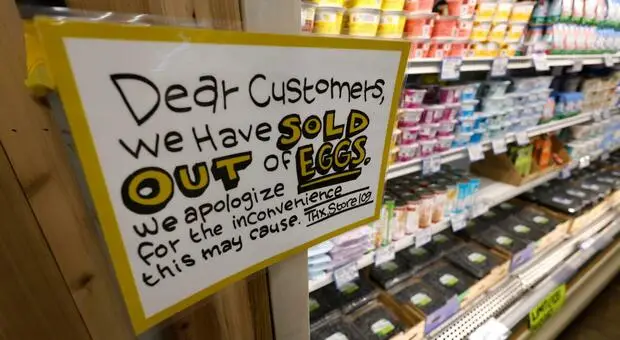 Dear Customers,
we Have SOLD
OUT of EGGS.
we apologize
for the inconvenience
this may cause. THX, Store 109
LIMIT